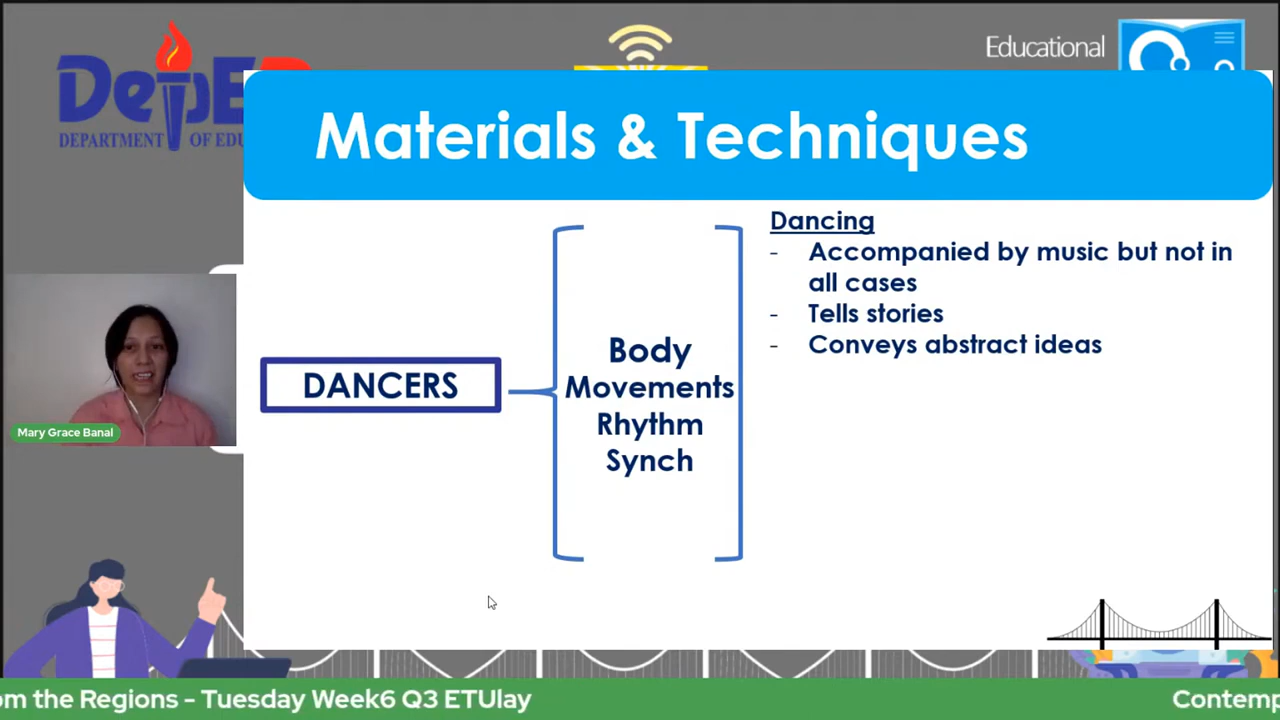 DepE
DEPARTMENT OF EDU
Educational
Materials & Techniques
Dancing
- Accompanied by music but not in
all cases
- Tells stories
- Conveys abstract ideas
DANCERS
Body
Movements
Rhythm
Synch
Mary Grace Banal
om the Regions - Tuesday Week6 Q3 ETUlay
Contemp